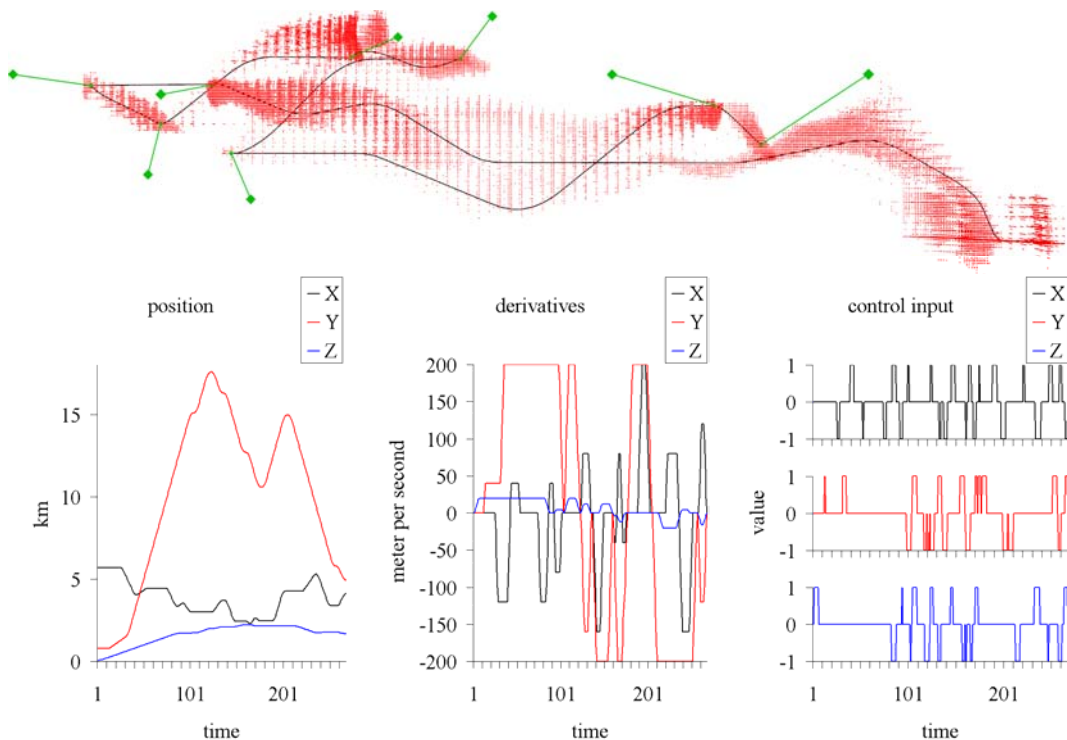 position
X
Y
Z
derivatives
X
Y
Z
control input
X
Y
Z
km
15
10
5
0
1 101 201
time
meter per second
200
150
100
50
0
-50
-100
-150
-200
1 101 201
time
value
1
0
-1
1
0
-1
1
0
-1
1 101 201
time